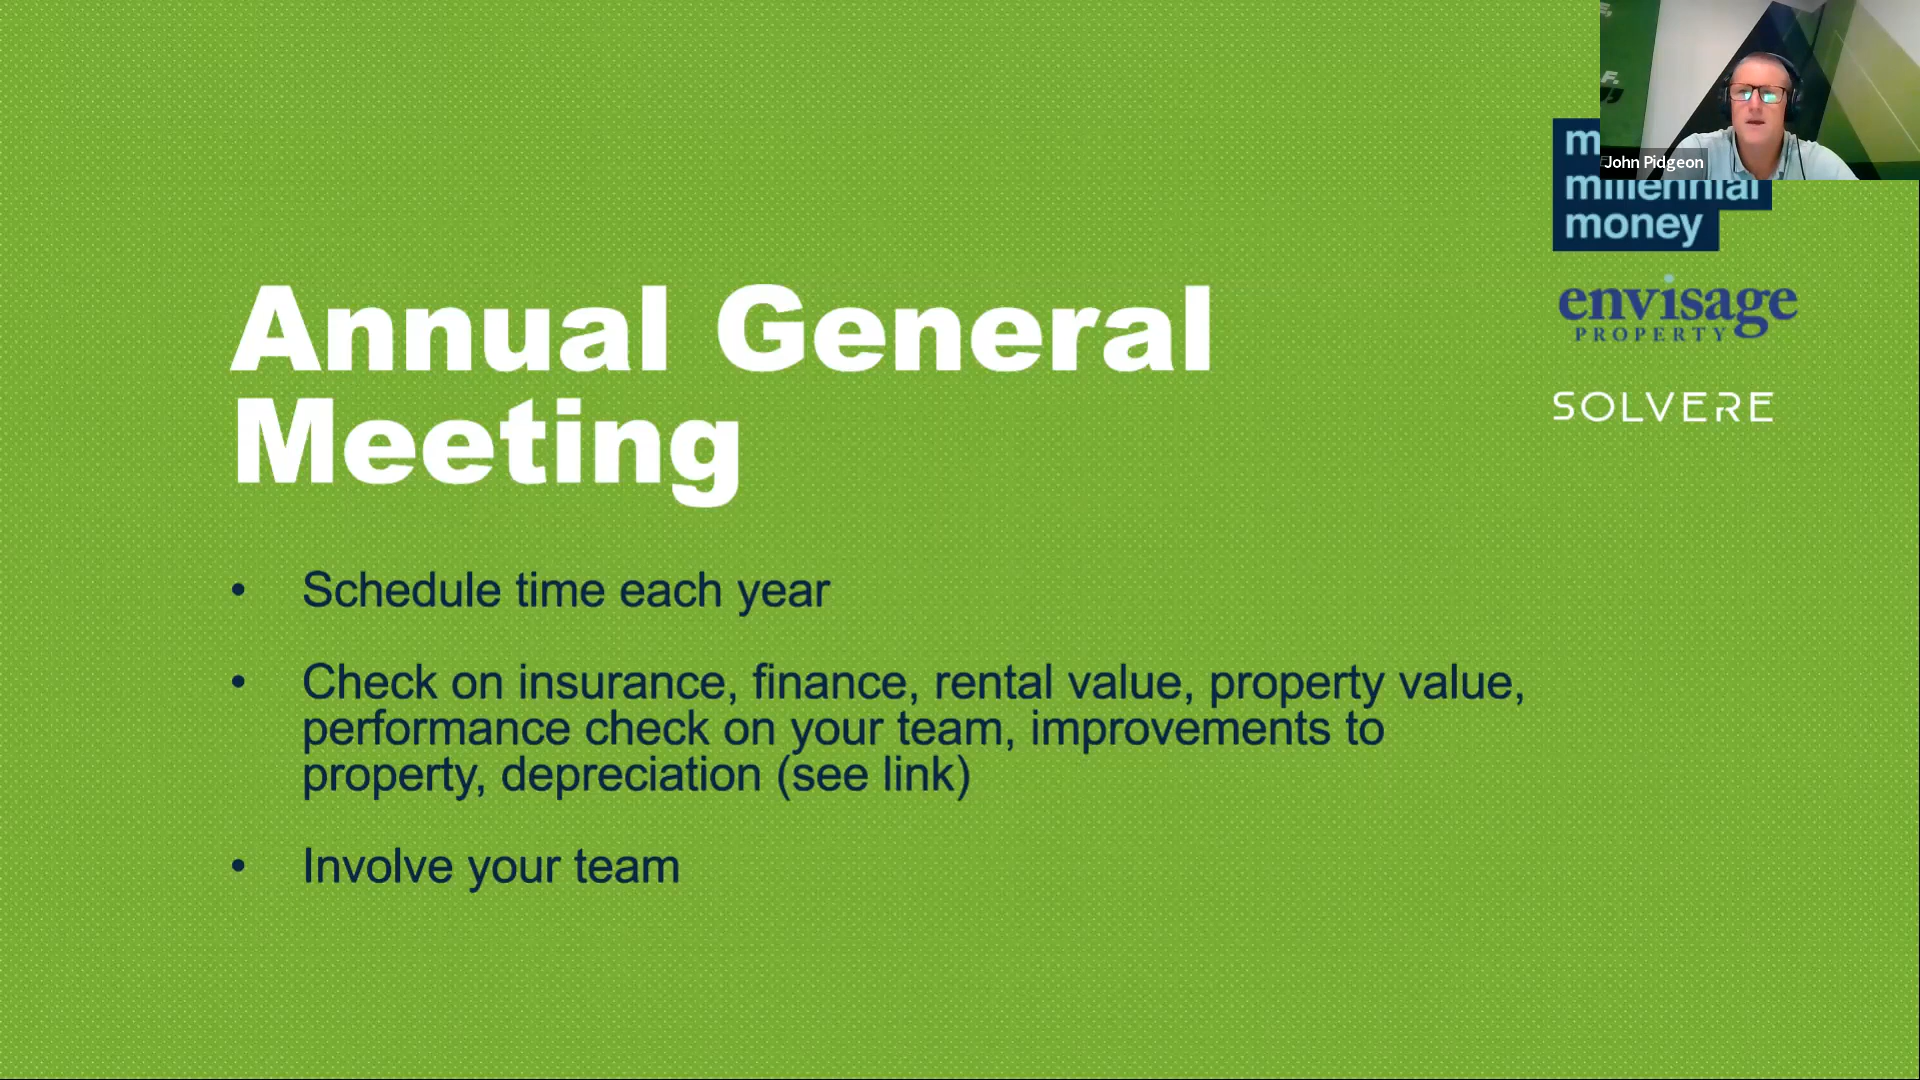 Annual General
Meeting
• Schedule time each year
• Check on insurance, finance, rental value, property value,
performance check on your team, improvements to
property, depreciation (see link)
• Involve your team
John Pidgeon
millennial
money
envisage
PROPERTY
SOLVERE